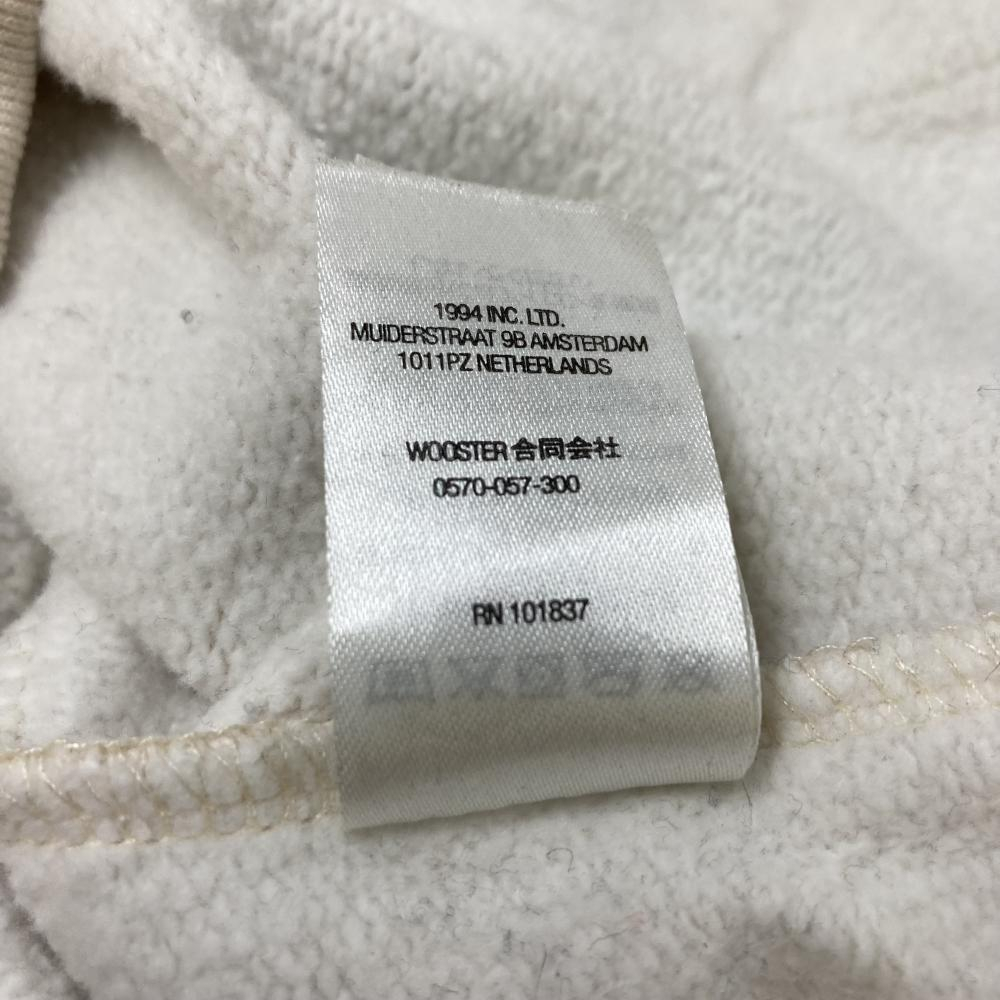 1994 INC. LTD.
MUIDERSTRAAT 9B AMSTERDAM
1011PZ NETHERLANDS
WOOSTER 合同会社
0570-057-300
RN 101837